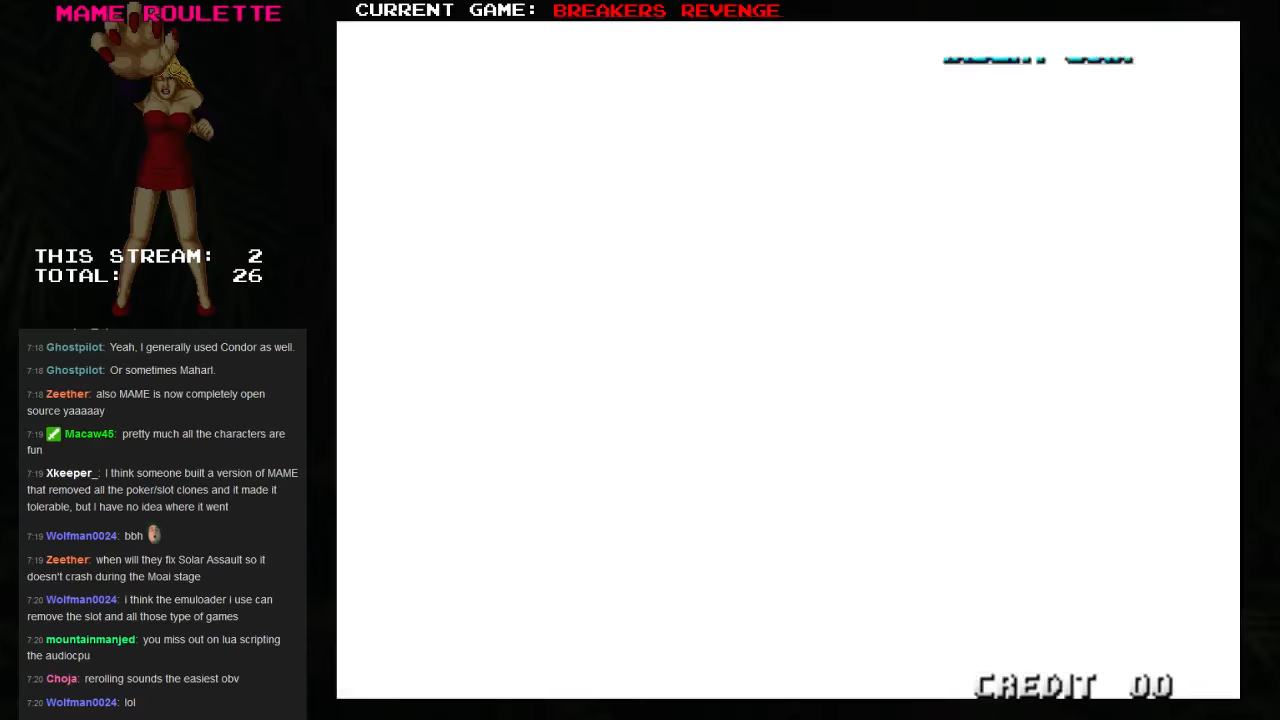 MAME ROULETTE
CURRENT GAME: BREAKERS REVENGE
THIS STREAM: 2
TOTAL: 26
7:18 Ghostpilot: Yeah, I generally used Condor as well.
7:18 Ghostpilot: Or sometimes Maharl.
7:18 Zeether: also MAME is now completely open
source yaaaaay
7:19 Macaw45: pretty much all the characters are
fun
7:19 Xkeeper_: I think someone built a version of MAME
that removed all the poker/slot clones and it made it
tolerable, but I have no idea where it went
7:19 Wolfman0024: bbh
7:19 Zeether: when will they fix Solar Assault so it
doesn't crash during the Moai stage
7:20 Wolfman0024: i think the emuloader i use can
remove the slot and all those type of games
7:20 mountainmanjed: you miss out on lua scripting
the audiocpu
7:20 Choja: rerolling sounds the easiest obv
7:20 Wolfman0024: lol
CREDIT 00